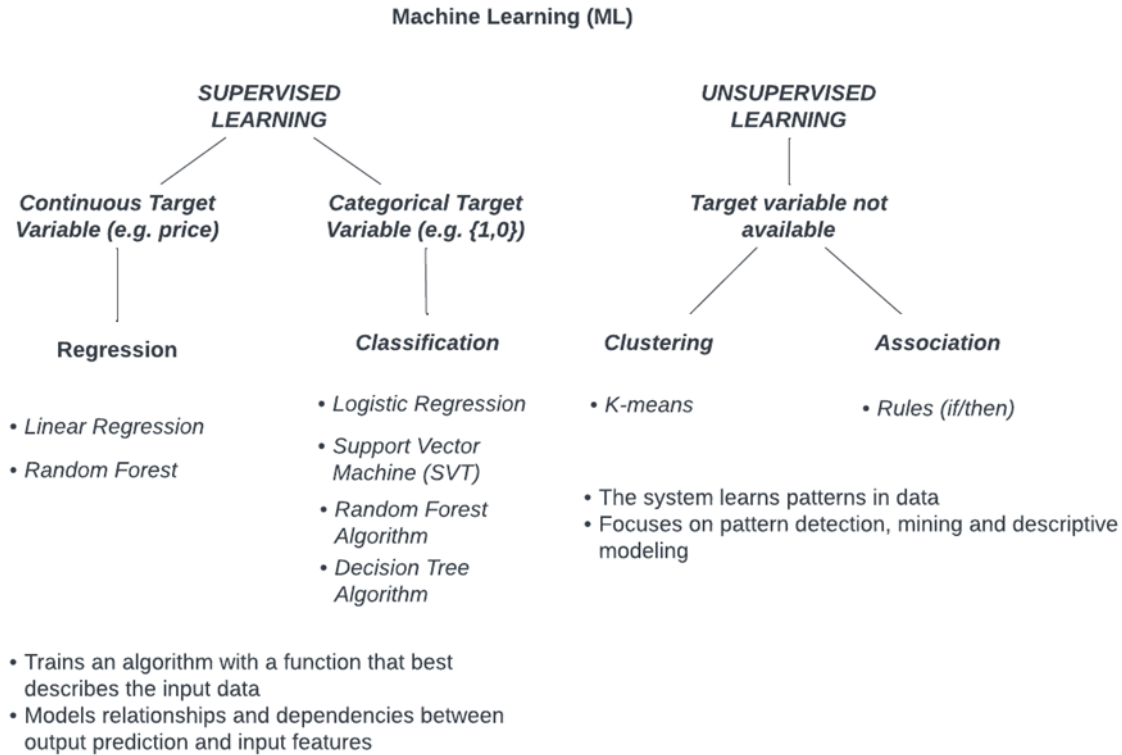 Machine Learning (ML)
SUPERVISED
LEARNING
Continuous Target
Variable (e.g. price)
Regression
• Linear Regression
• Random Forest
Categorical Target
Variable (e.g. {1,0})
Classification
• Logistic Regression
• Support Vector
Machine (SVT)
• Random Forest
Algorithm
• Decision Tree
Algorithm
• Trains an algorithm with a function that best
describes the input data
• Models relationships and dependencies between
output prediction and input features
UNSUPERVISED
LEARNING
Target variable not
available
Clustering
• K-means
Association
• Rules (if/then)
• The system learns patterns in data
• Focuses on pattern detection, mining and descriptive
modeling